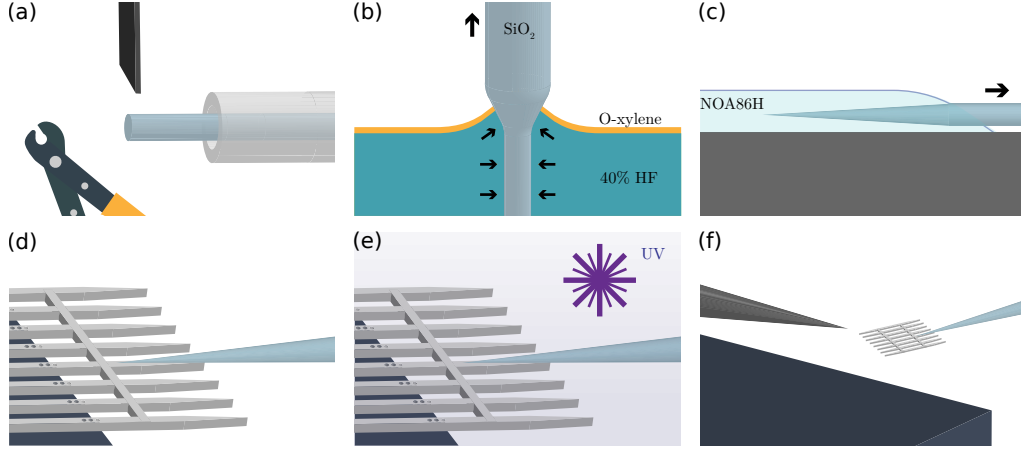 (a)
(b)
SiO₂
O-xylene
40% HF
(c)
NOA86H
(d)
(e)
UV
(f)